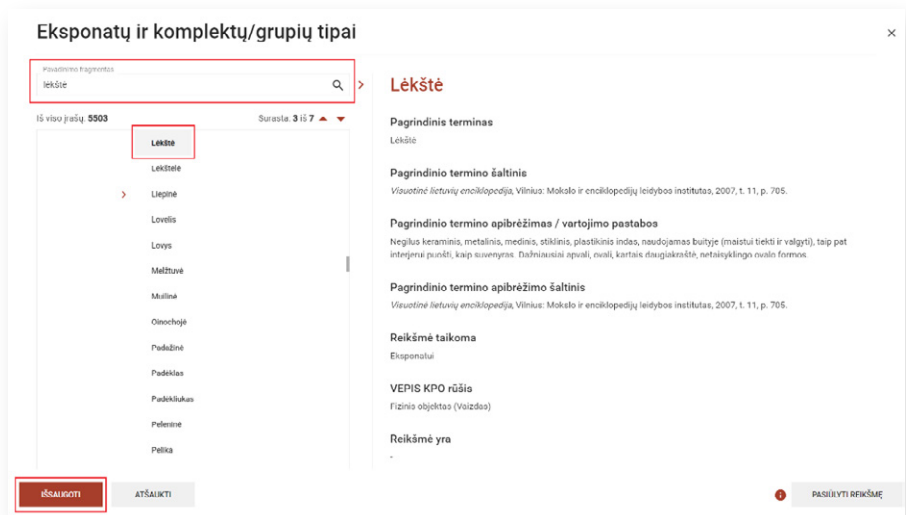 Eksponatų ir komplektų/grupių tipai
Pavadinimo fragmentas
lėkštė
Iš viso įrašų: 5503
Surasta: 3 iš 7
Lėkštė
Lėkštelė
Liepinė
Lovelis
Lovys
Melžtuvė
Muilinė
Oinochojė
Padažinė
Padėklas
Padėkliukas
Peleninė
Pelika
IŠSAUGOTI
ATŠAUKTI
Lėkštė
Pagrindinis terminas
Lėkštė
Pagrindinio termino šaltinis
Visuotinė lietuvių enciklopedija, Vilnius: Mokslo ir enciklopedijų leidybos institutas, 2007, t. 11, p. 705.
Pagrindinio termino apibrėžimas / vartojimo pastabos
Negilus keraminis, metalinis, medinis, stiklinis, plastikinis indas, naudojamas buityje (maistui tiekti ir valgyti), taip pat
interjerui puošti, kaip suvenyras. Dažniausiai apvali, ovali, kartais daugiakraštė, netaisyklingo ovalo formos.
Pagrindinio termino apibrėžimo šaltinis
Visuotinė lietuvių enciklopedija, Vilnius: Mokslo ir enciklopedijų leidybos institutas, 2007, t. 11, p. 705.
Reikšmė taikoma
Eksponatui
VEPIS KPO rūšis
Fizinis objektas (Vaizdas)
Reikšmė yra
-
PASIŪLYTI REIKŠMĘ